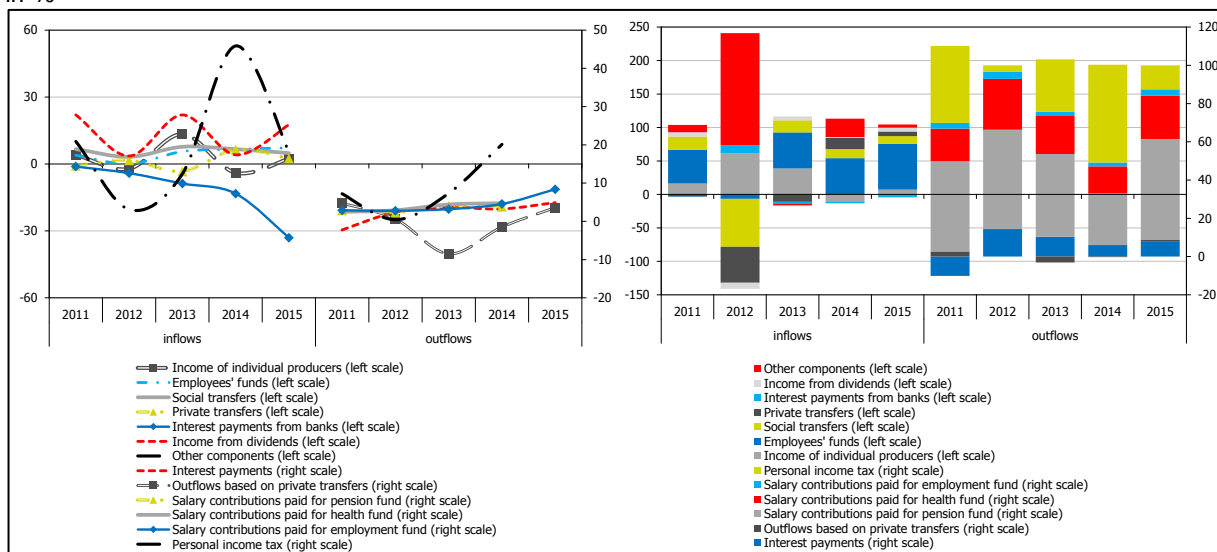 60
30
0
-30
-60
50
40
30
20
10
0
-10
-20
2011 2012 2013 2014 2015 2011 2012 2013 2014 2015
inflows outflows
Income of individual producers (left scale)
Employees' funds (left scale)
Social transfers (left scale)
Private transfers (left scale)
Interest payments from banks (left scale)
Income from dividends (left scale)
Other components (left scale)
Interest payments (right scale)
Outflows based on private transfers (right scale)
Salary contributions paid for pension fund (right scale)
Salary contributions paid for health fund (right scale)
Salary contributions paid for employment fund (right scale)
Personal income tax (right scale)
250
200
150
100
50
0
-50
-100
-150
120
100
80
60
40
20
0
-20
2011 2012 2013 2014 2015 2011 2012 2013 2014 2015
inflows outflows
Other components (left scale)
Income from dividends (left scale)
Interest payments from banks (left scale)
Private transfers (left scale)
Social transfers (left scale)
Employees' funds (left scale)
Income of individual producers (left scale)
Personal income tax (right scale)
Salary contributions paid for employment fund (right scale)
Salary contributions paid for health fund (right scale)
Salary contributions paid for pension fund (right scale)
Outflows based on private transfers (right scale)
Interest payments (right scale)